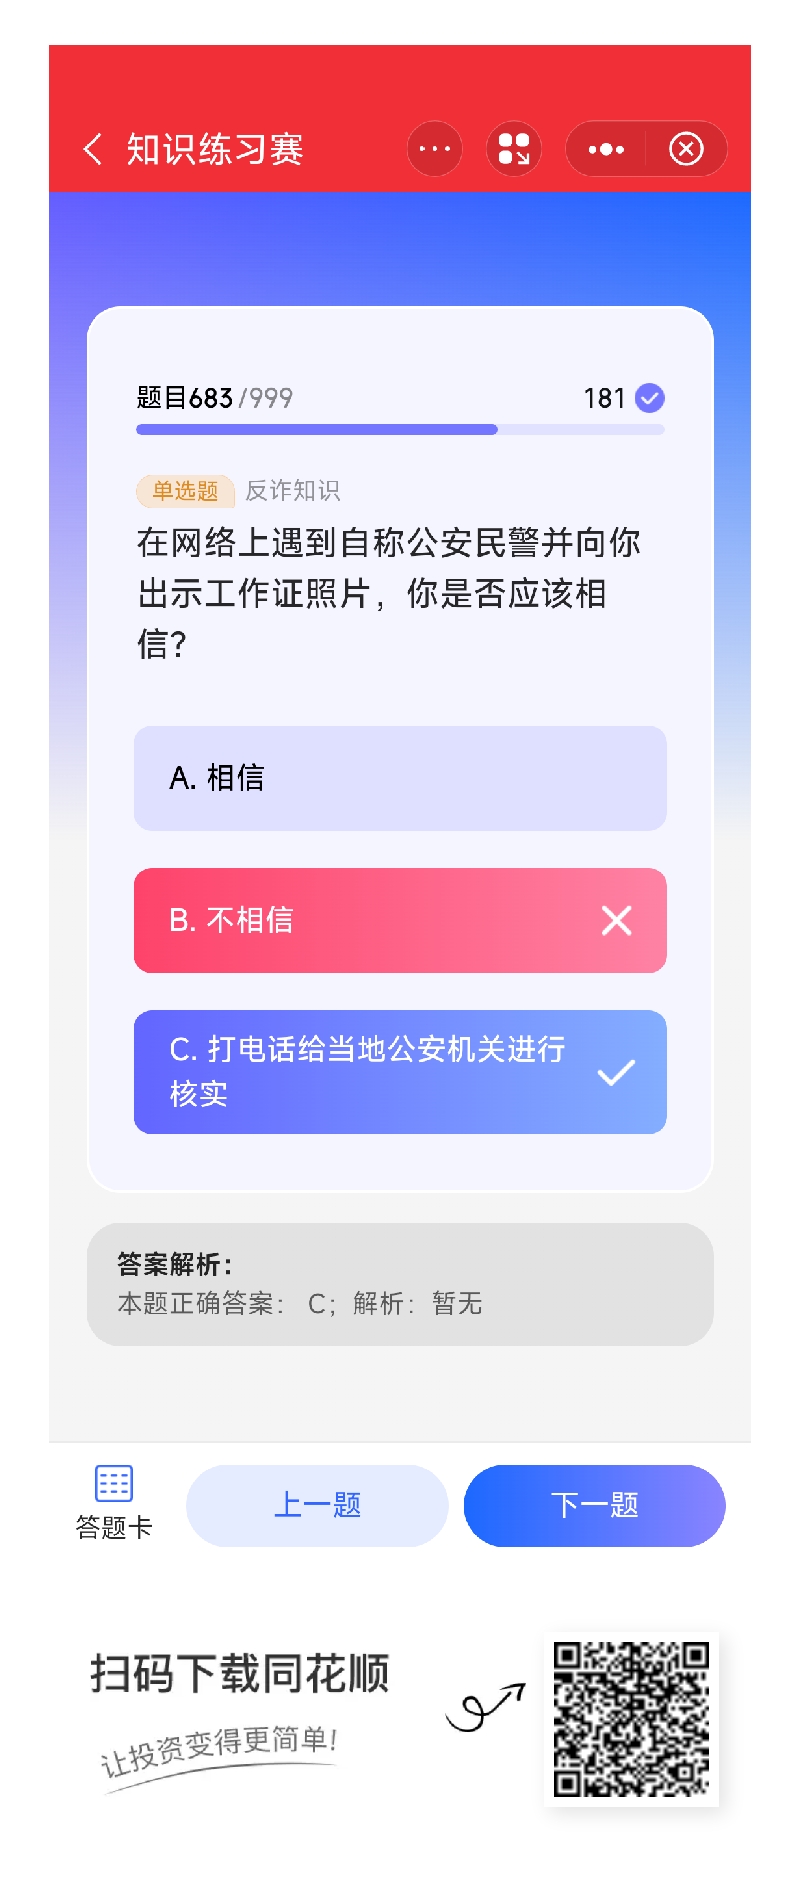 知识练习赛
题目683/999
181
单选题 反诈知识
在网络上遇到自称公安民警并向你
出示工作证照片，你是否应该相
信?
A. 相信
B. 不相信
C. 打电话给当地公安机关进行
核实
答案解析：
本题正确答案： C；解析：暂无
答题卡
上一题
下一题
扫码下载同花顺
让投资变得更简单!